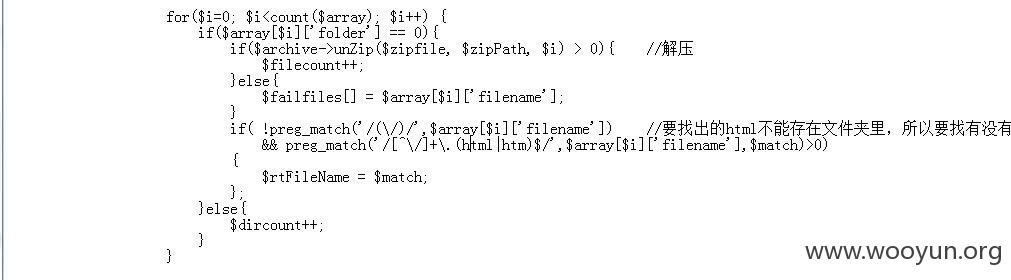 for($i=0; $i<count($array); $i++) {
if($array[$i]['folder'] == 0){
if($archive->unZip($zipfile, $zipPath, $i) > 0){ //解压
$filecount++;
}else{
$failfiles[] = $array[$i]['filename'];
}
if( !preg_match('/(\/)/',$array[$i]['filename']) //要找出的html不能存在文件夹里，所以要找有没有
&& preg_match('/[^\/]+\.(html|htm)$/',$array[$i]['filename'],$match)>0)
{
$rtFileName = $match;
};
}else{
$dircount++;
}
}
www.wooyun.org